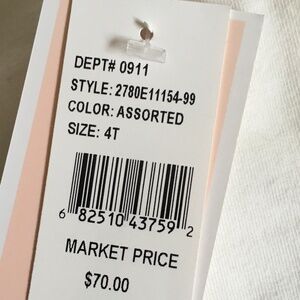 DEPT# 0911
STYLE: 2780E11154-99
COLOR: ASSORTED
SIZE: 4T
6 82510 43759 2
MARKET PRICE
$70.00